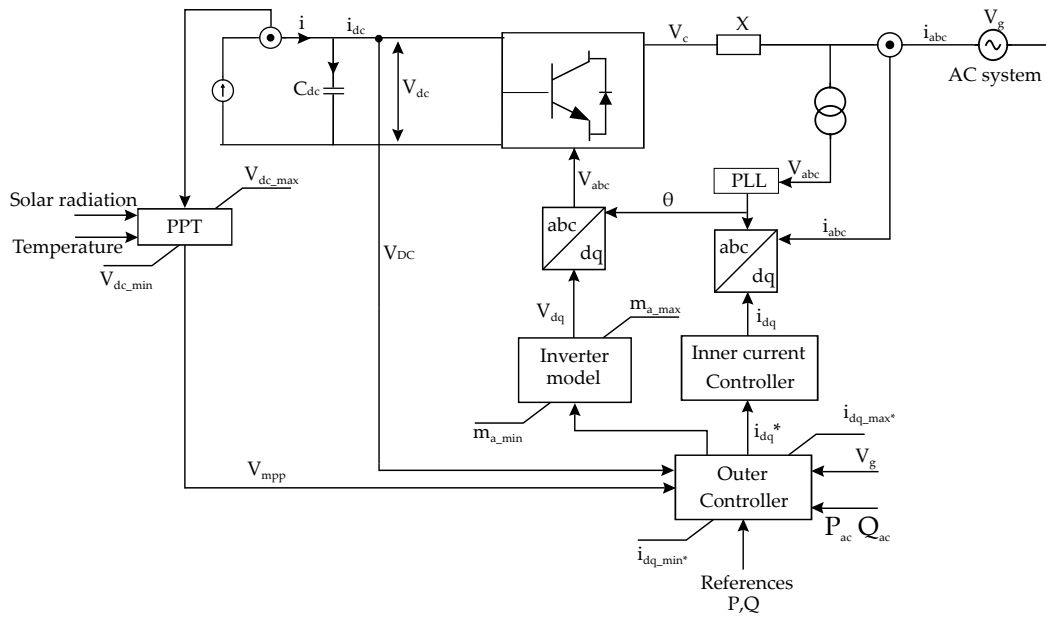 i
i_dc
V_c
X
i_abc
V_g
AC system
C_dc
V_dc
V_abc
PLL
V_abc
θ
i_abc
V_dc_max
Solar radiation
PPT
Temperature
V_dc_min
abc
dq
abc
dq
V_DC
V_dq
m_a_max
i_dq
Inverter
model
Inner current
Controller
m_a_min
i_dq*
i_dq_max*
V_mpp
Outer
Controller
V_g
P_ac Q_ac
i_dq_min*
References
P,Q